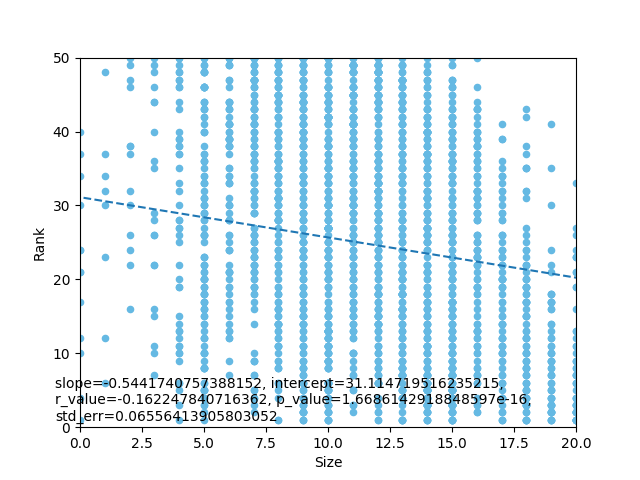 50
40
30
20
10
0
Rank
slope=-0.5441740757388152, intercept=31.114719516235215,
r_value=-0.162247840716362, p_value=1.6686142918848597e-16,
std_err=0.06556413905803052
0.0 2.5 5.0 7.5 10.0 12.5 15.0 17.5 20.0
Size